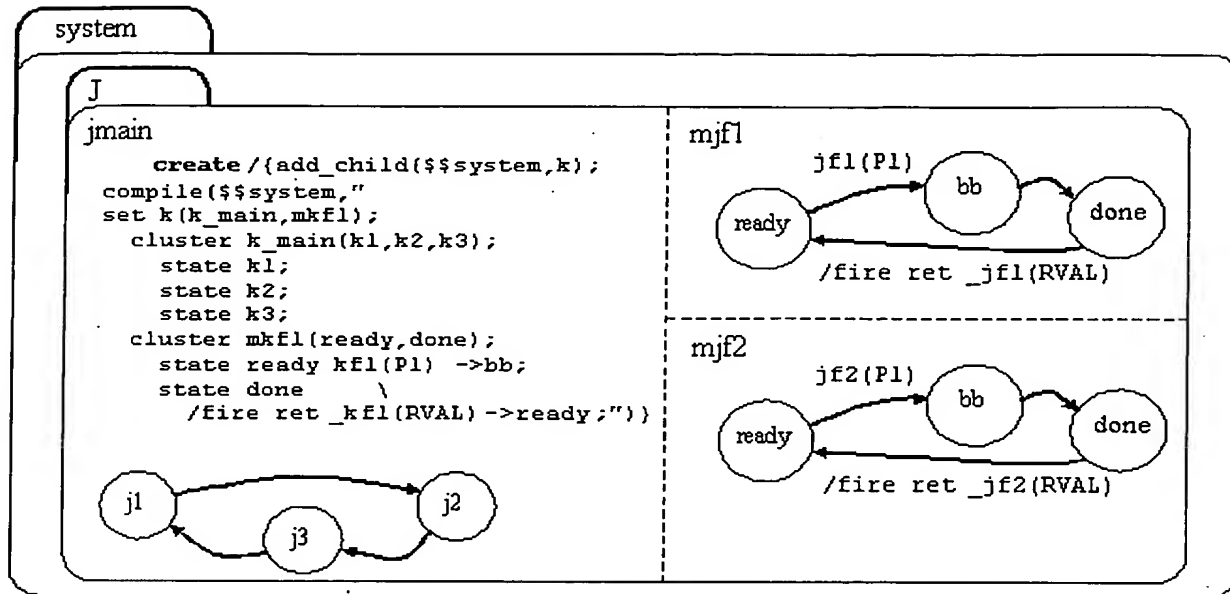 system
J
jmain
create/{add_child($$system,k);
compile($$system,"
set k(k_main,mkf1);
cluster k_main(k1,k2,k3);
state k1;
state k2;
state k3;
cluster mkf1(ready,done);
state ready kf1(P1) ->bb;
state done \
/fire ret _kf1(RVAL)->ready;")}
j1
j2
j3
mjf1
jf1(P1)
bb
ready
done
/fire ret _jf1(RVAL)
mjf2
jf2(P1)
bb
ready
done
/fire ret _jf2(RVAL)